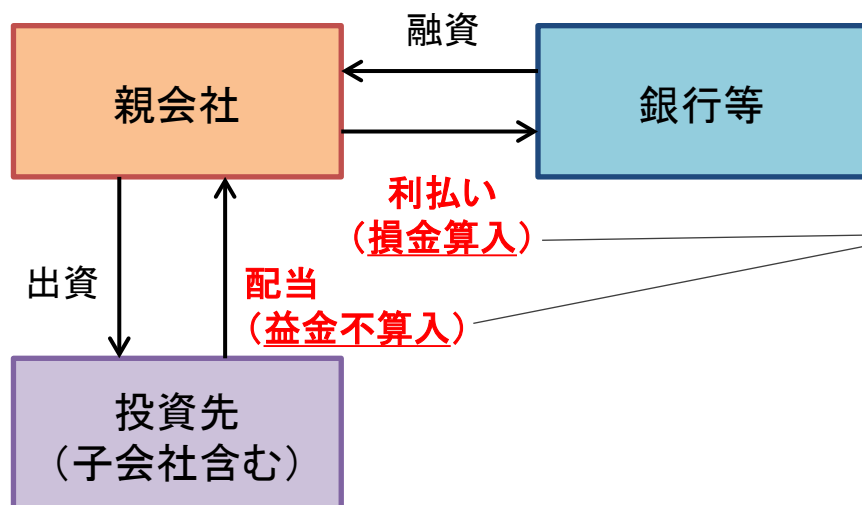 融資
親会社
銀行等
利払い
（損金算入）
出資
配当
（益金不算入）
投資先
（子会社含む）